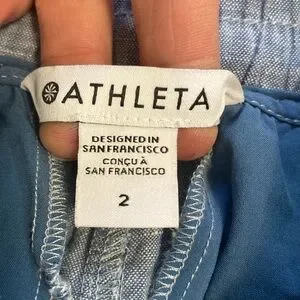 ATHLETA
DESIGNED IN
SAN FRANCISCO
CONÇU À
SAN FRANCISCO
2